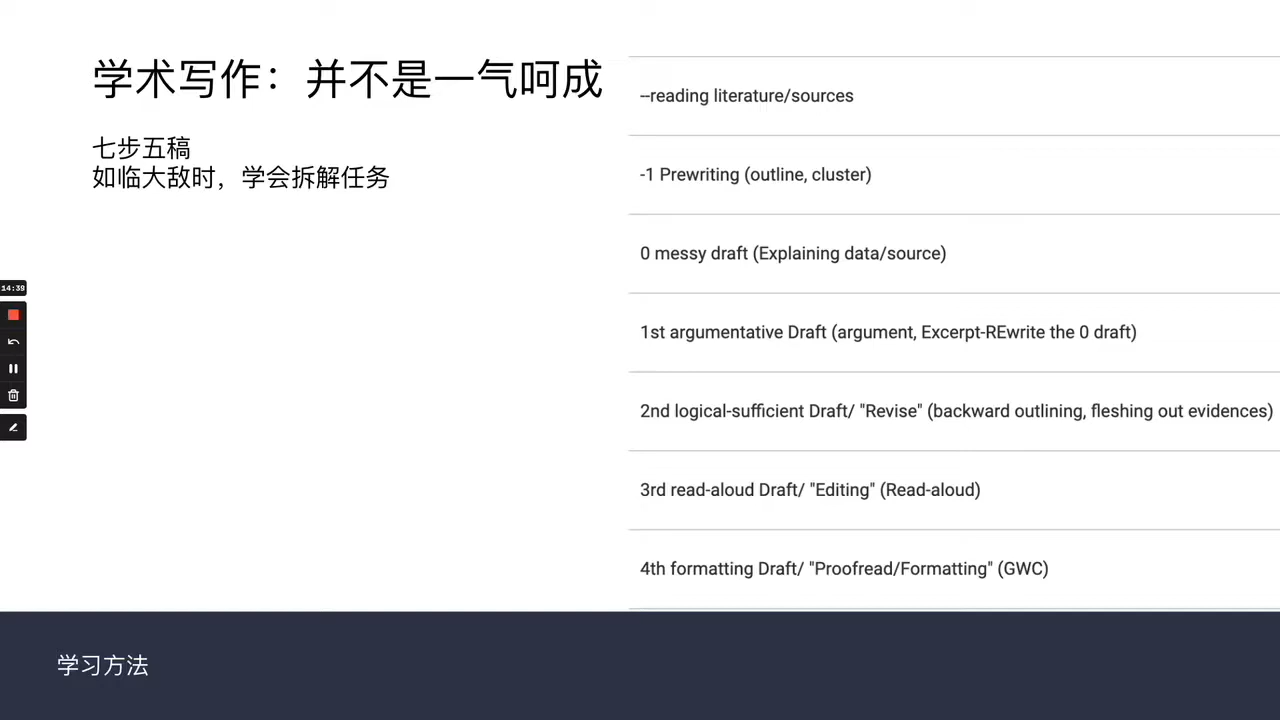 学术写作：并不是一气呵成
七步五稿
如临大敌时，学会拆解任务
--reading literature/sources
-1 Prewriting (outline, cluster)
0 messy draft (Explaining data/source)
1st argumentative Draft (argument, Excerpt-REwrite the 0 draft)
2nd logical-sufficient Draft/ "Revise" (backward outlining, fleshing out evidences)
3rd read-aloud Draft/ "Editing" (Read-aloud)
4th formatting Draft/ "Proofread/Formatting" (GWC)
14:39
学习方法